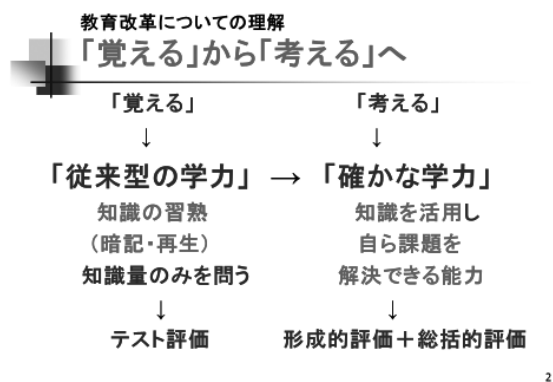 教育改革についての理解
「覚える」から「考える」へ
「覚える」 「考える」
↓ ↓
「従来型の学力」 → 「確かな学力」
知識の習熟 知識を活用し
（暗記・再生） 自ら課題を
知識量のみを問う 解決できる能力
↓ ↓
テスト評価 形成的評価＋総括的評価
2